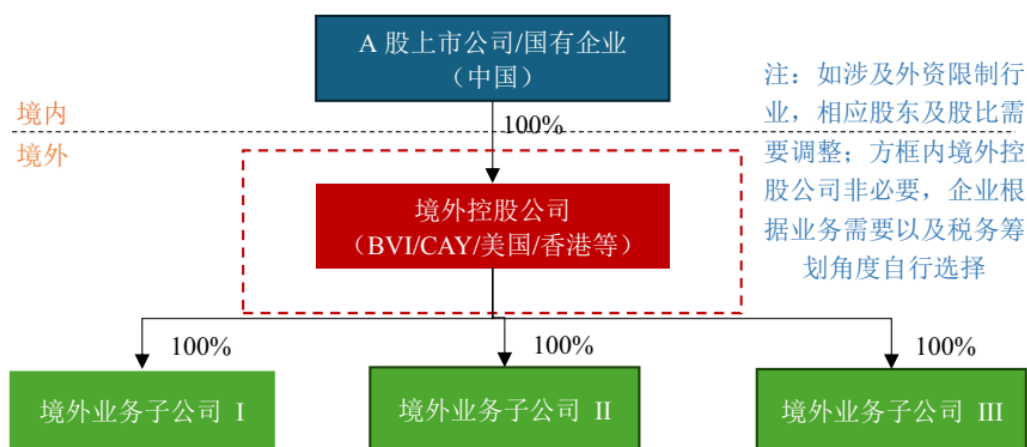 A 股上市公司/国有企业
（中国）
注：如涉及外资限制行
业，相应股东及股比需
要调整；方框内境外控
股公司非必要，企业根
据业务需要以及税务筹
划角度自行选择
境内
100%
境外
境外控股公司
（BVI/CAY/美国/香港等）
100%
100%
100%
境外业务子公司 I
境外业务子公司 II
境外业务子公司 III